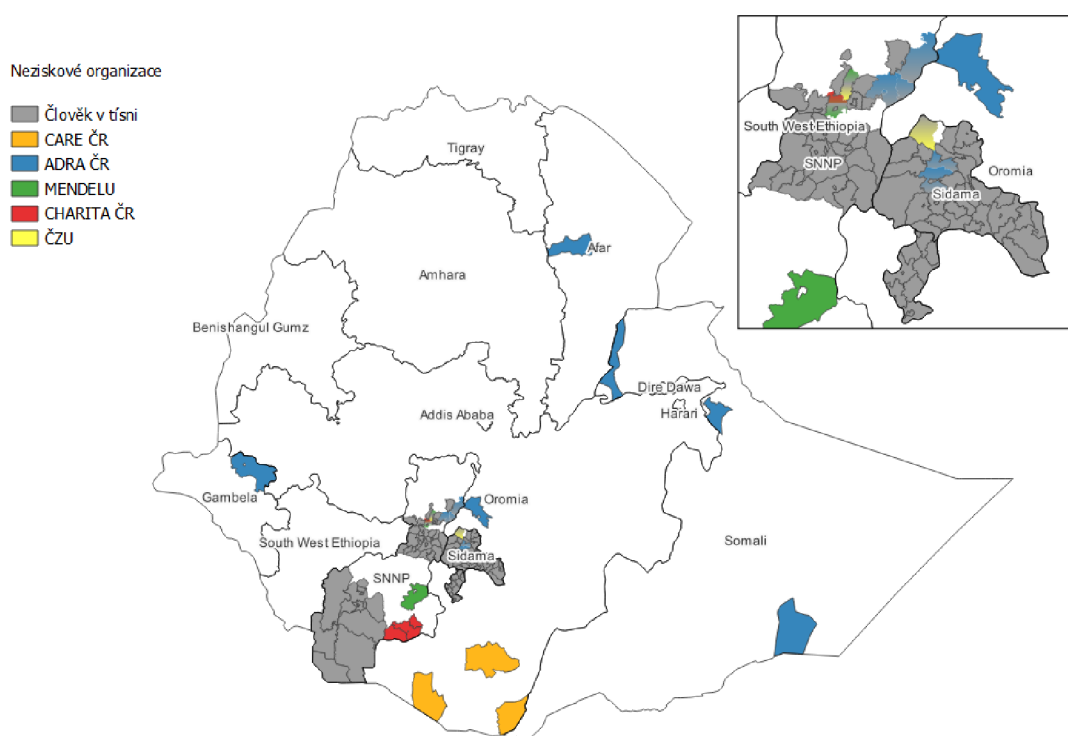 Neziskové organizace
Člověk v tísni
CARE ČR
ADRA ČR
MENDELU
CHARITA ČR
ČZU
Tigray
Afar
Amhara
Benishangul Gumz
Dire Dawa
Harari
Addis Ababa
Gambela
Oromia
South West Ethiopia
Sidama
Somali
SNNP
South West Ethiopia
SNNP
Oromia
Sidama